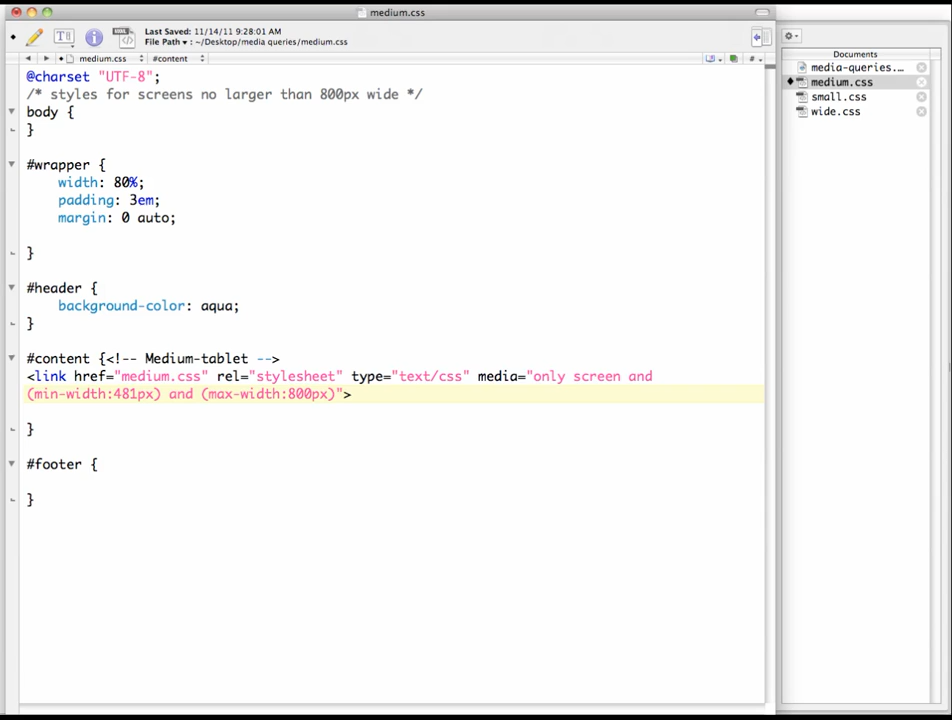 medium.css
Last Saved: 11/14/11 9:28:01 AM
File Path ▾ : ~/Desktop/media queries/medium.css
medium.css
#content
Documents
media-queries....
medium.css
small.css
wide.css
@charset "UTF-8";
/* styles for screens no larger than 800px wide */
body {
}
#wrapper {
width: 80%;
padding: 3em;
margin: 0 auto;
}
#header {
background-color: aqua;
}
#content {<!-- Medium-tablet -->
<link href="medium.css" rel="stylesheet" type="text/css" media="only screen and
(min-width:481px) and (max-width:800px)">
}
#footer {
}